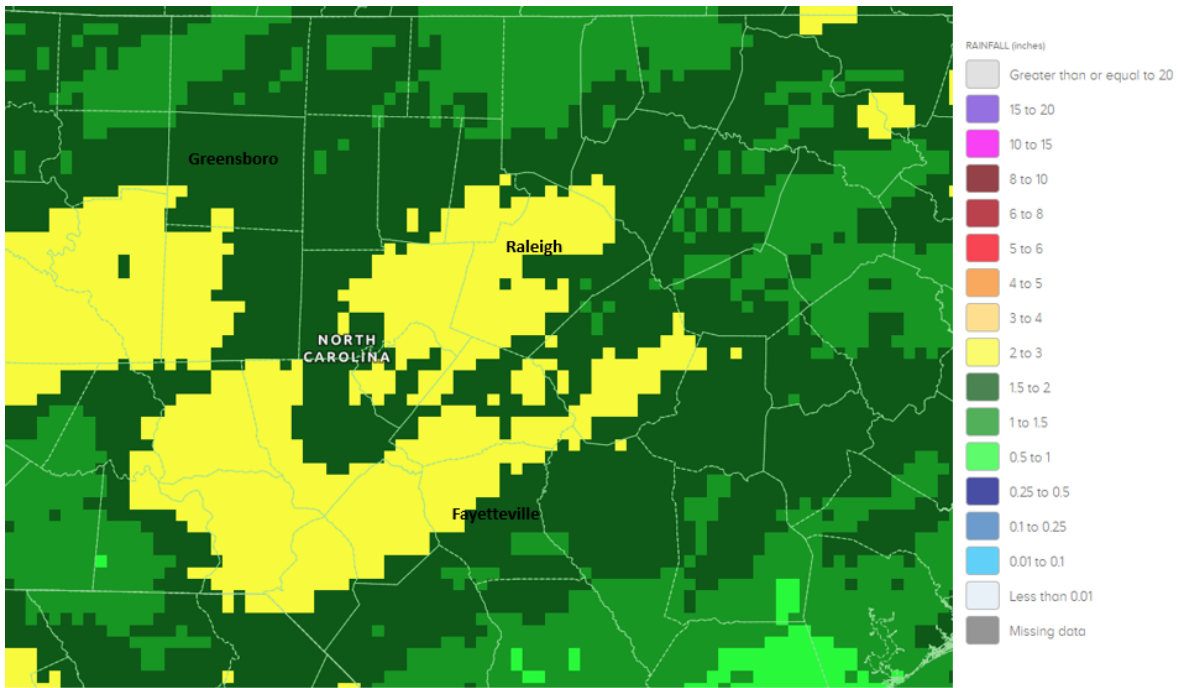 RAINFALL (inches)
Greater than or equal to 20
15 to 20
10 to 15
8 to 10
6 to 8
5 to 6
4 to 5
3 to 4
2 to 3
1.5 to 2
1 to 1.5
0.5 to 1
0.25 to 0.5
0.1 to 0.25
0.01 to 0.1
Less than 0.01
Missing data
Greensboro
Raleigh
NORTH
CAROLINA
Fayetteville